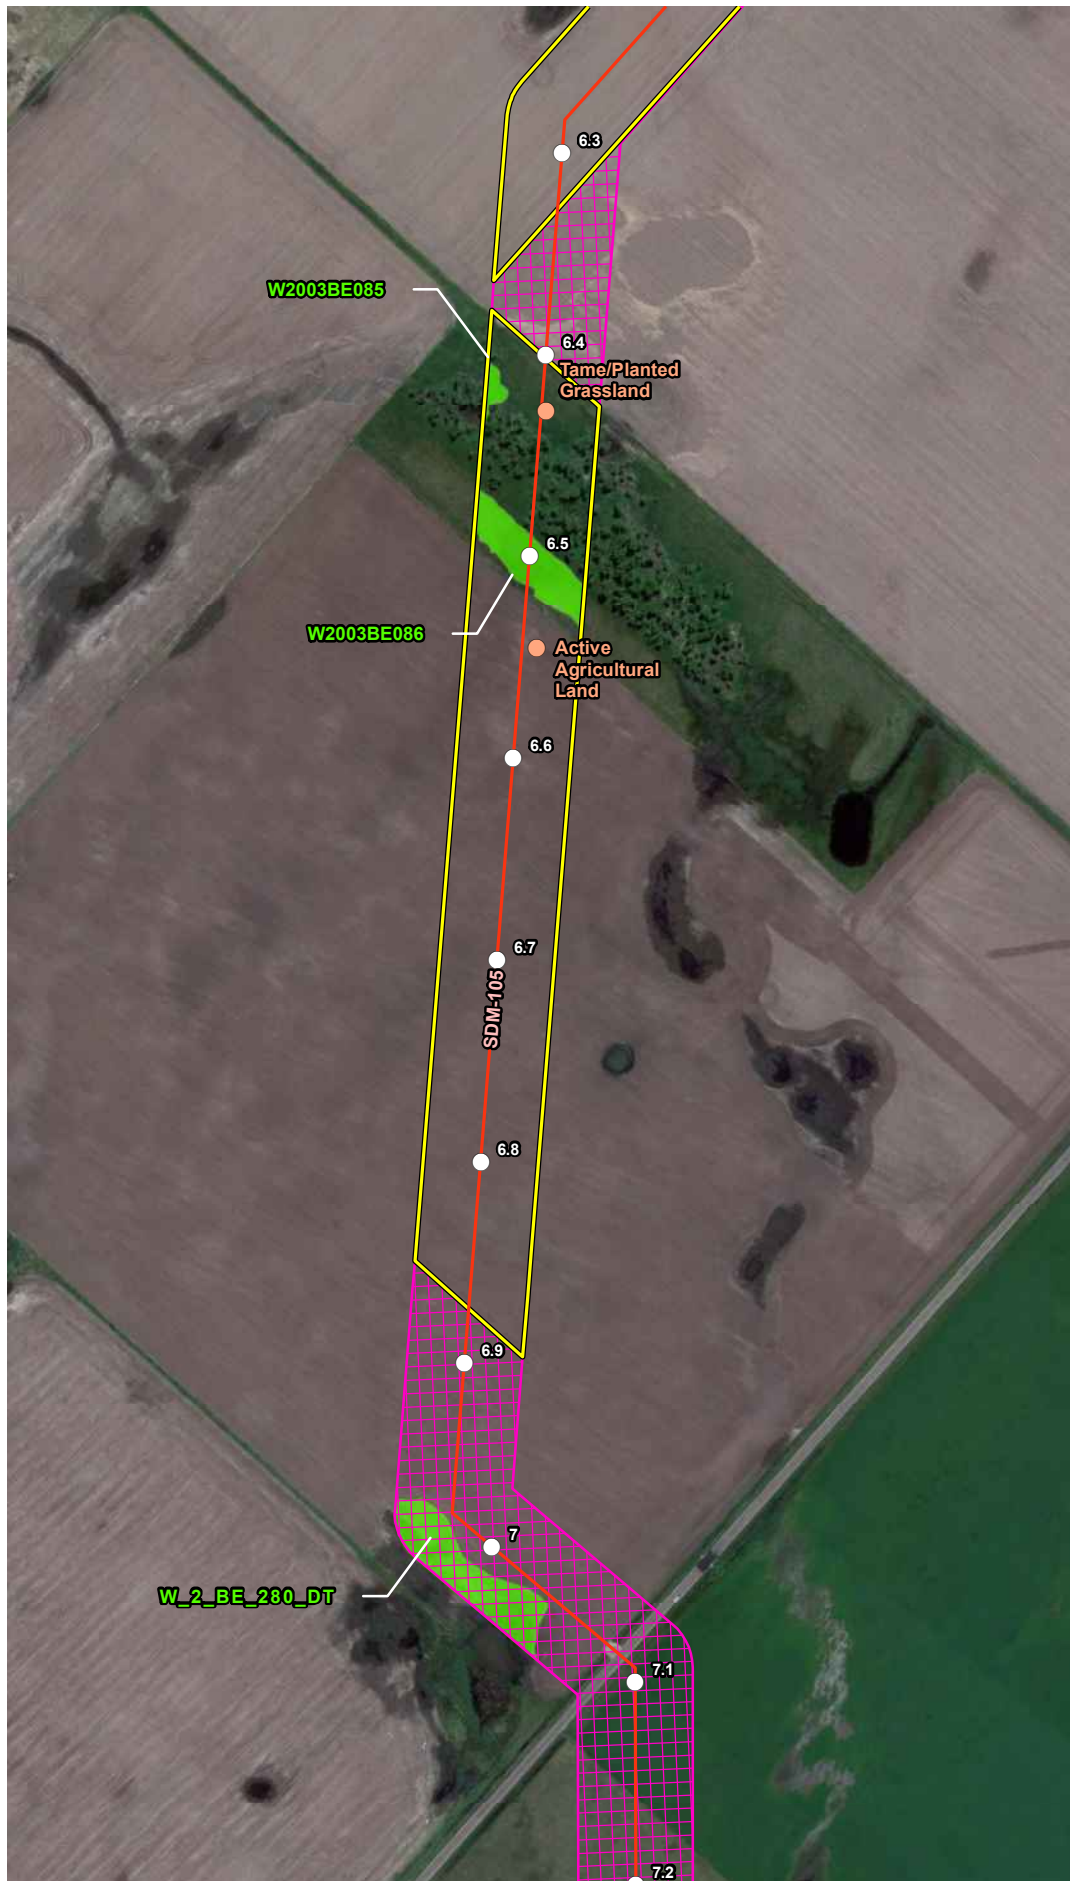 6.3
W2003BE085
6.4
Tame/Planted
Grassland
6.5
W2003BE086
Active
Agricultural
Land
6.6
6.7
SDM-105
6.8
6.9
7
W_2_BE_280_DT
7.1
7.2